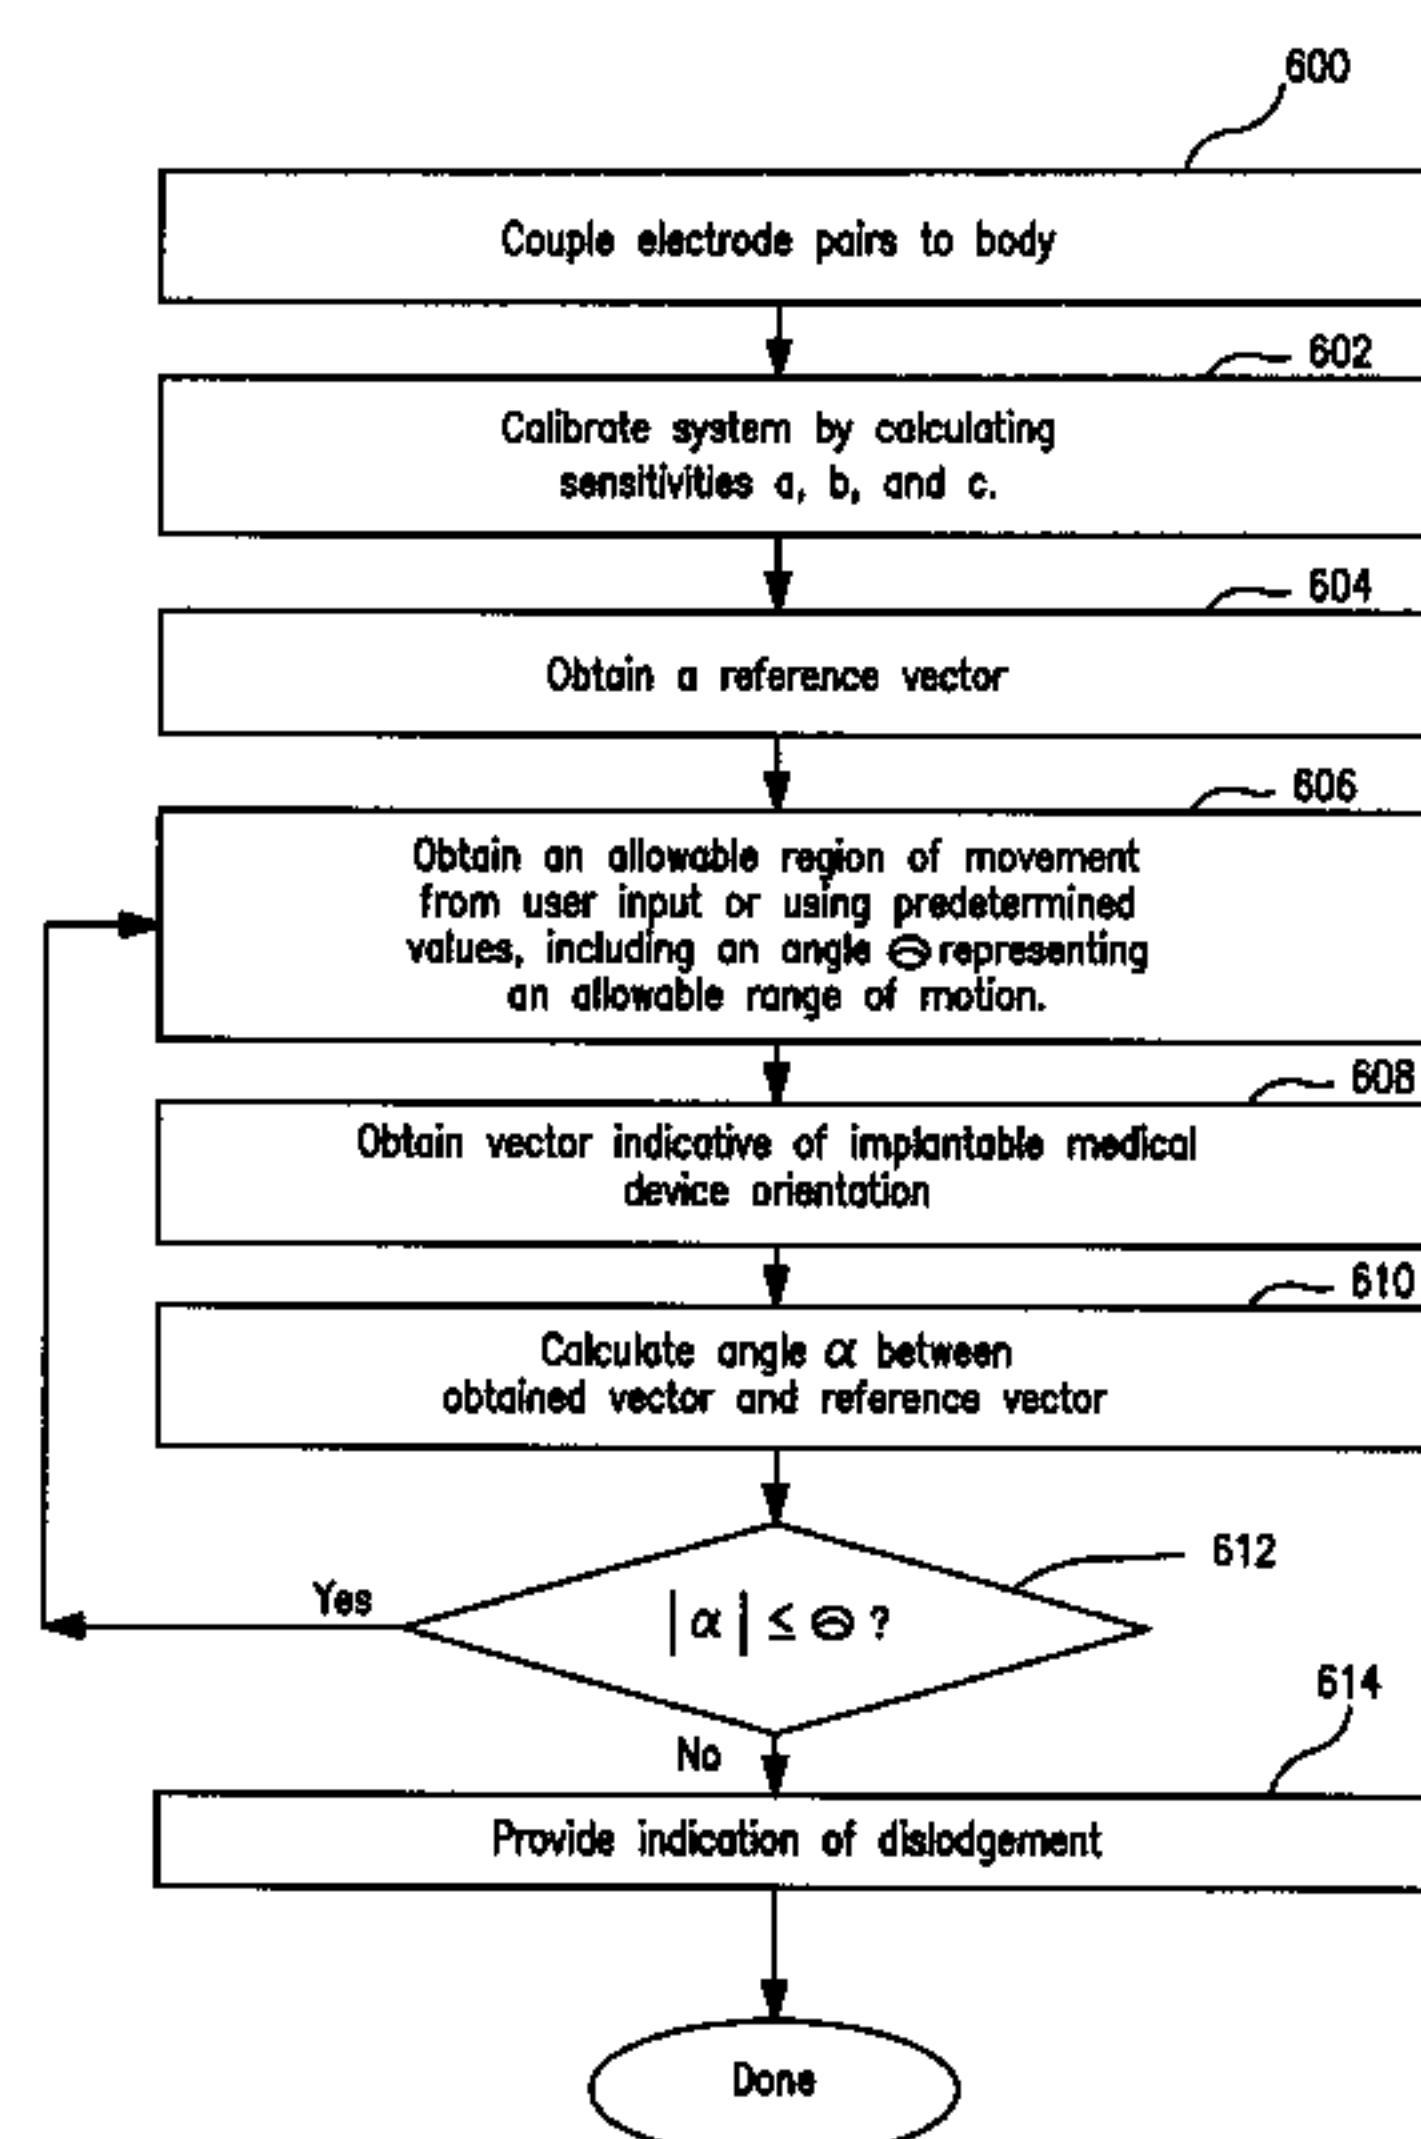 600
Couple electrode pairs to body
602
Calibrate system by calculating
sensitivities a, b, and c.
604
Obtain a reference vector
606
Obtain an allowable region of movement
from user input or using predetermined
values, including an angle Θ representing
an allowable range of motion.
608
Obtain vector indicative of implantable medical
device orientation
610
Calculate angle α between
obtained vector and reference vector
612
Yes
|α| ≤ Θ ?
614
No
Provide indication of dislodgement
Done